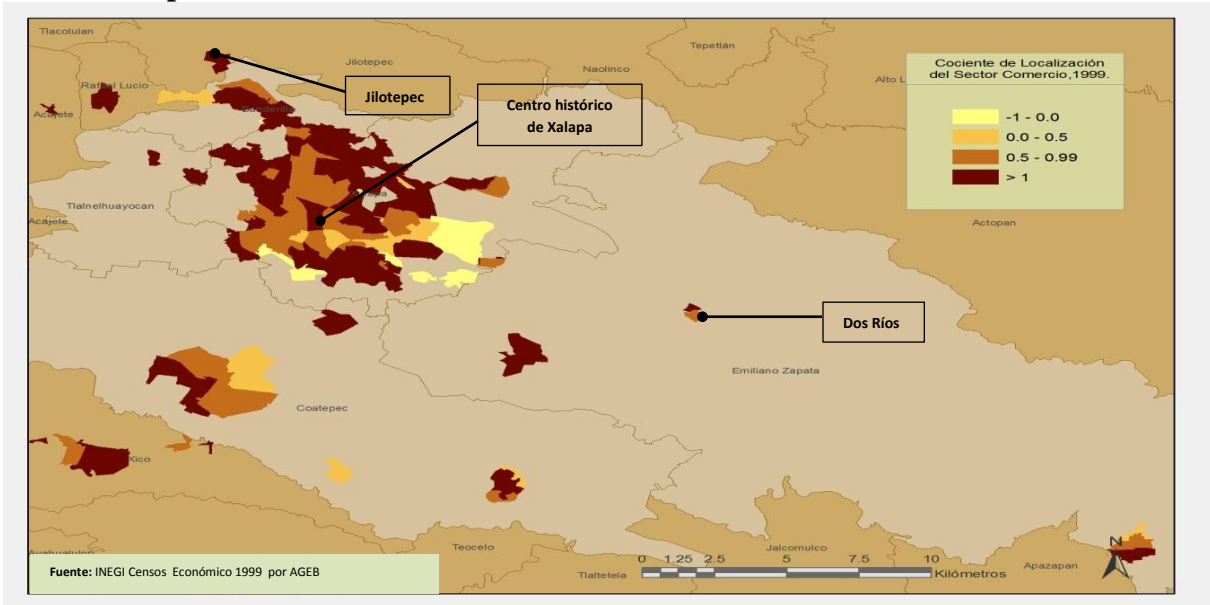 Tlacolulan
Tepetlán
Jilotepec
Naolinco
Alto L
Cociente de Localización
del Sector Comercio,1999.
-1 - 0.0
0.0 - 0.5
0.5 - 0.99
> 1
Rafael Lucio
Jilotepec
Centro histórico
de Xalapa
Banderilla
Acajete
Tlalnelhuayocan
Acajete
Actopan
Dos Ríos
Emiliano Zapata
Coatepec
Xico
Teocelo
Jalcomulco
Apazapan
Tlaltetela
N
0 1.25 2.5 5 7.5 10
Kilómetros
Fuente: INEGI Censos Económico 1999 por AGEB